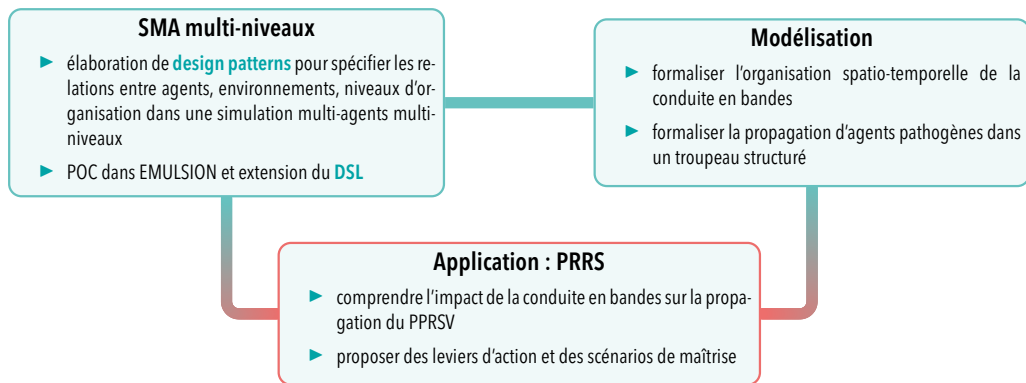 SMA multi-niveaux
► élaboration de design patterns pour spécifier les re-
lations entre agents, environnements, niveaux d'or-
ganisation dans une simulation multi-agents multi-
niveaux
► POC dans EMULSION et extension du DSL
Modélisation
► formaliser l'organisation spatio-temporelle de la
conduite en bandes
► formaliser la propagation d'agents pathogènes dans
un troupeau structuré
Application : PRRS
► comprendre l'impact de la conduite en bandes sur la propa-
gation du PPRSV
► proposer des leviers d'action et des scénarios de maîtrise